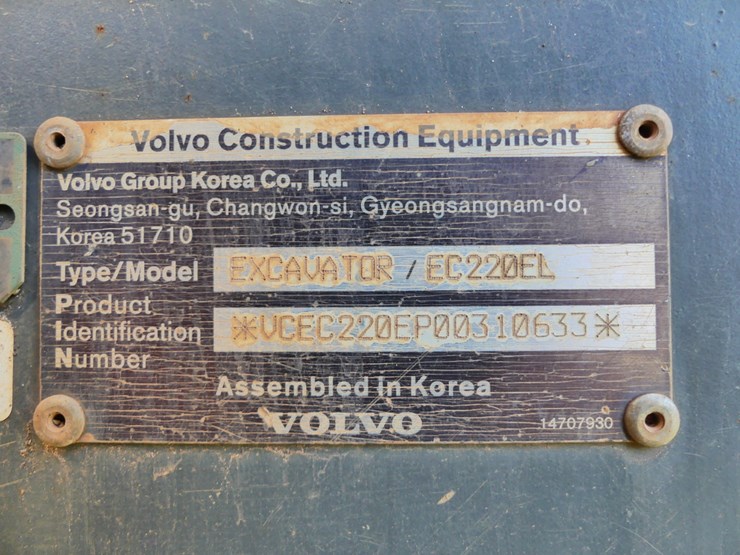 Volvo Construction Equipment
Volvo Group Korea Co., Ltd.
Seongsan-gu, Changwon-si, Gyeongsangnam-do,
Korea 51710
Type/Model EXCAVATOR / EC220EL
Product
Identification *VCEC220EP00310633*
Number
Assembled in Korea
VOLVO
14707930